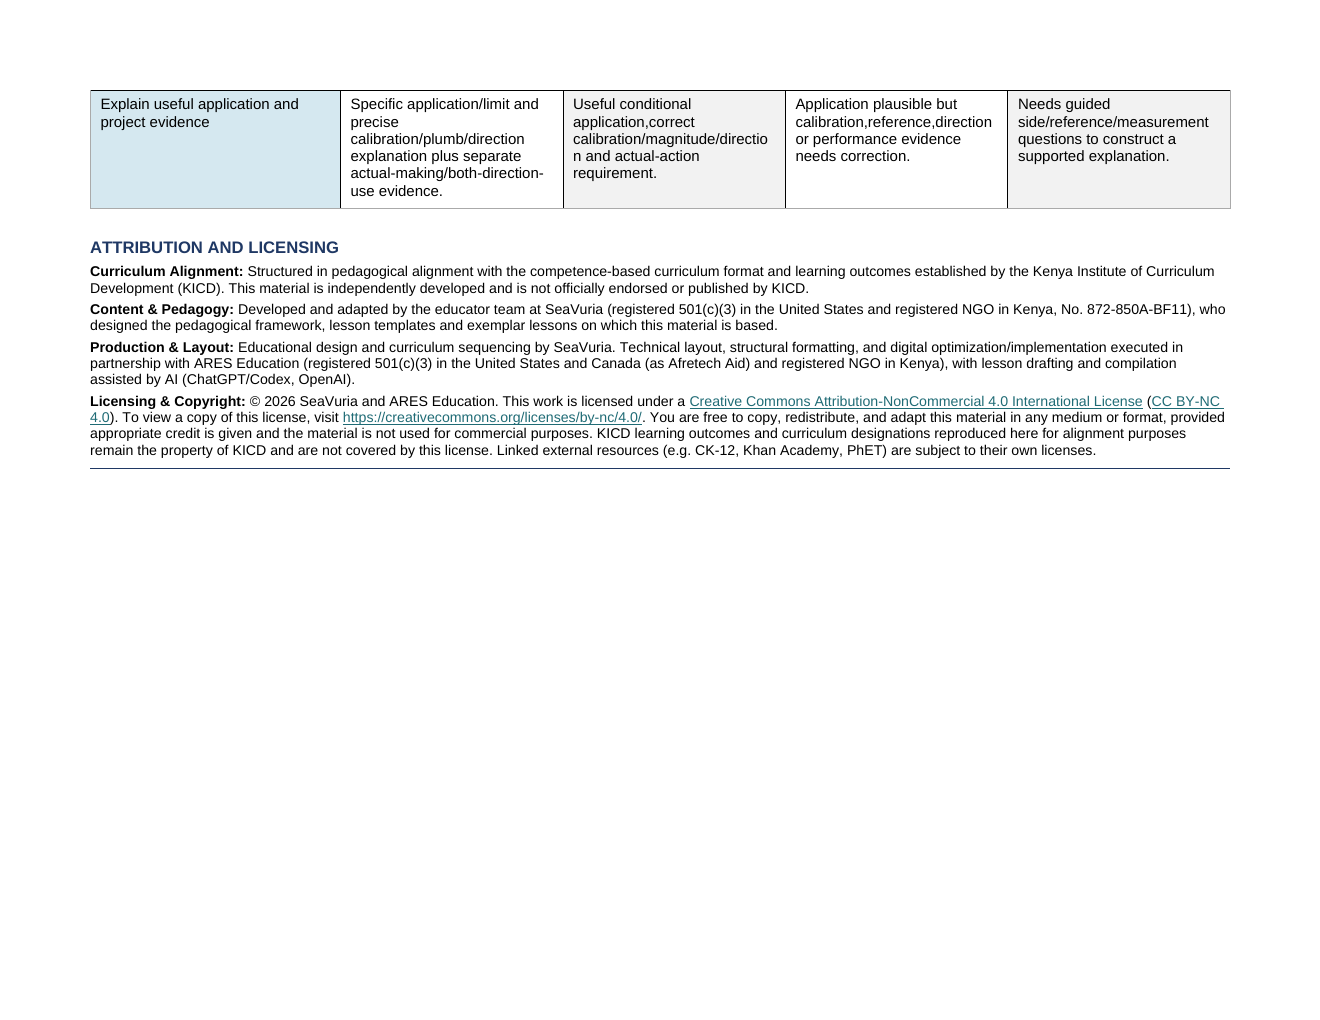 Explain useful application and
project evidence
Specific application/limit and
precise
calibration/plumb/direction
explanation plus separate
actual-making/both-direction-
use evidence.
Useful conditional
application,correct
calibration/magnitude/directio
n and actual-action
requirement.
Application plausible but
calibration,reference,direction
or performance evidence
needs correction.
Needs guided
side/reference/measurement
questions to construct a
supported explanation.
ATTRIBUTION AND LICENSING
Curriculum Alignment: Structured in pedagogical alignment with the competence-based curriculum format and learning outcomes established by the Kenya Institute of Curriculum
Development (KICD). This material is independently developed and is not officially endorsed or published by KICD.
Content & Pedagogy: Developed and adapted by the educator team at SeaVuria (registered 501(c)(3) in the United States and registered NGO in Kenya, No. 872-850A-BF11), who
designed the pedagogical framework, lesson templates and exemplar lessons on which this material is based.
Production & Layout: Educational design and curriculum sequencing by SeaVuria. Technical layout, structural formatting, and digital optimization/implementation executed in
partnership with ARES Education (registered 501(c)(3) in the United States and Canada (as Afretech Aid) and registered NGO in Kenya), with lesson drafting and compilation
assisted by AI (ChatGPT/Codex, OpenAI).
Licensing & Copyright: © 2026 SeaVuria and ARES Education. This work is licensed under a Creative Commons Attribution-NonCommercial 4.0 International License (CC BY-NC
4.0). To view a copy of this license, visit https://creativecommons.org/licenses/by-nc/4.0/. You are free to copy, redistribute, and adapt this material in any medium or format, provided
appropriate credit is given and the material is not used for commercial purposes. KICD learning outcomes and curriculum designations reproduced here for alignment purposes
remain the property of KICD and are not covered by this license. Linked external resources (e.g. CK-12, Khan Academy, PhET) are subject to their own licenses.